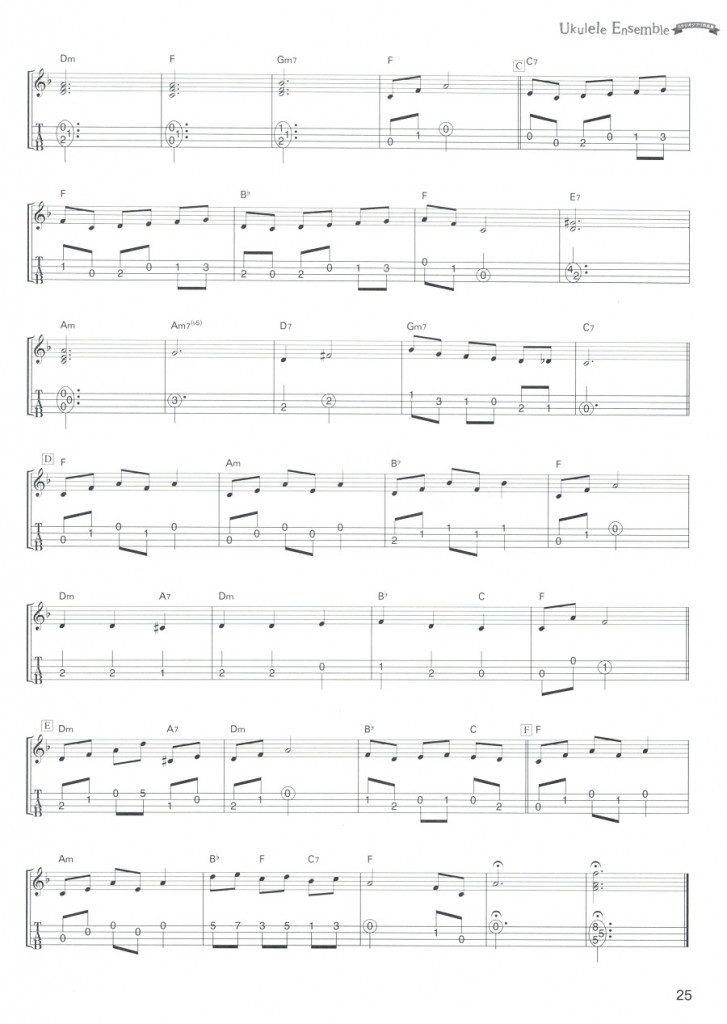 Ukulele Ensemble
Dm F Gm7 F C C7
0 1 2 0 1 0 1 1 0 0 1 0 0 0 2 0 1 3
F B♭ F E7
1 0 2 0 1 3 2 0 2 0 1 3 0 1 1 0 4 2
Am Am7(♭5) D7 Gm7 C7
0 0 0 3 2 2 1 3 1 0 2 1 0
D F Am B♭ F
0 1 0 1 0 0 0 0 0 0 2 1 1 1 1 0 1 0
Dm A7 Dm B♭ C F
2 2 1 2 2 0 1 2 0 0 0 1
E Dm A7 Dm B♭ C F F
2 1 0 5 1 0 2 1 0 1 0 2 1 0 2 0 1 0 1 0 0
Am B♭ F C7 F
0 0 0 0 0 5 7 3 5 1 3 0 1 0 0 8 5 5
25